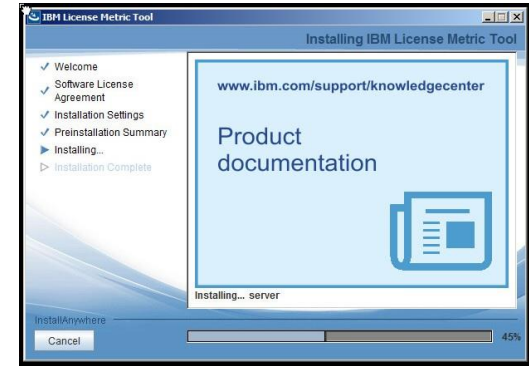 IBM License Metric Tool
Installing IBM License Metric Tool
Welcome
Software License
Agreement
Installation Settings
Preinstallation Summary
Installing...
Installation Complete
www.ibm.com/support/knowledgecenter
Product
documentation
Installing... server
InstallAnywhere
Cancel
45%